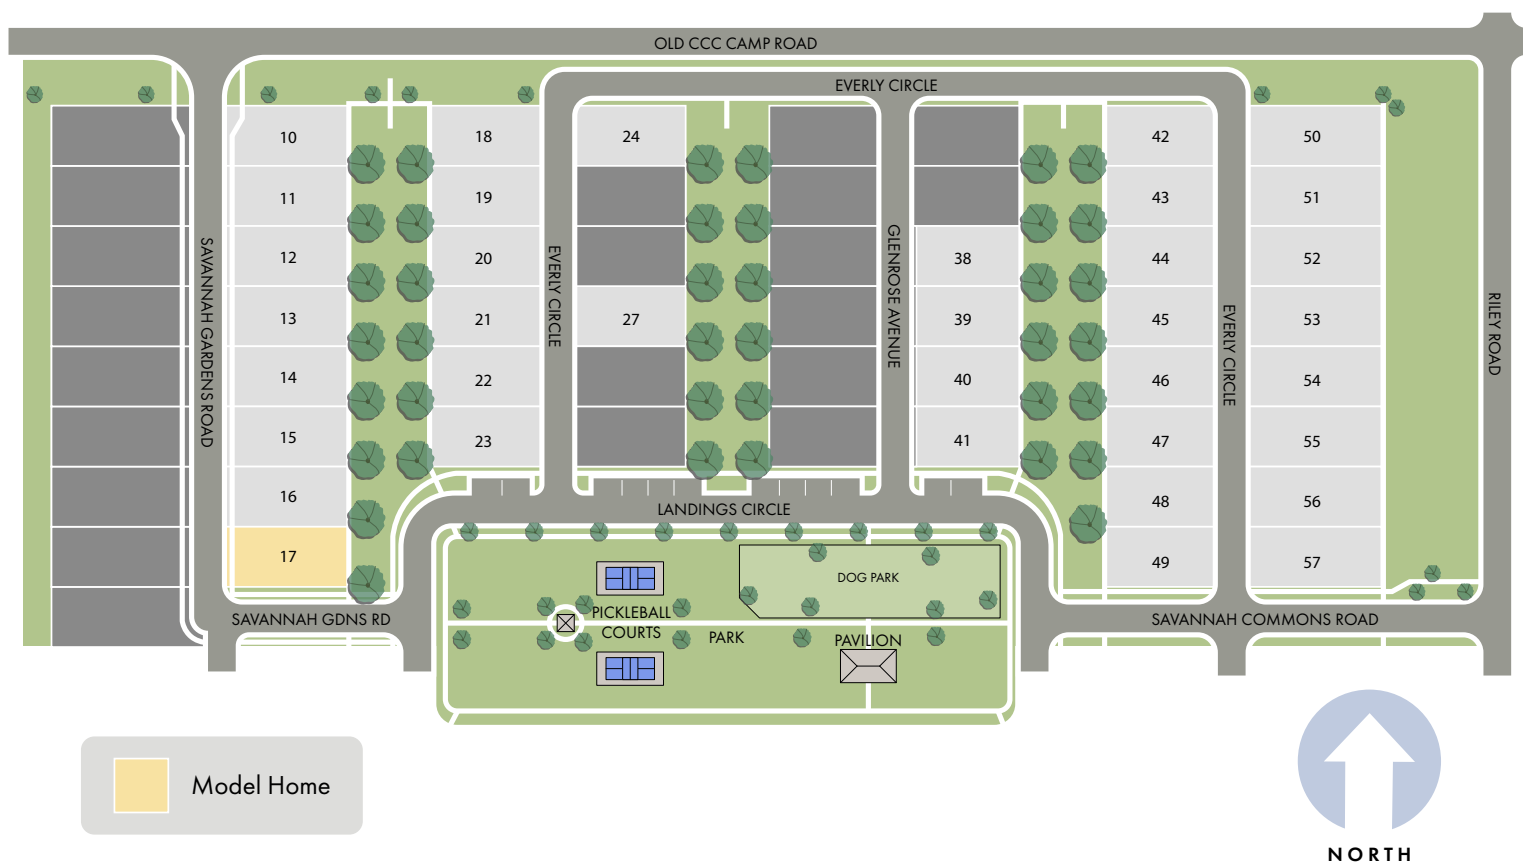 OLD CCC CAMP ROAD
EVERLY CIRCLE
10
18
24
42
50
11
19
43
51
SAVANNAH GARDENS ROAD
12
20
EVERLY CIRCLE
GLENROSE AVENUE
38
44
52
RILEY ROAD
13
21
27
39
45
EVERLY CIRCLE
53
14
22
40
46
54
15
23
41
47
55
16
48
56
LANDINGS CIRCLE
17
49
57
DOG PARK
SAVANNAH GDNS RD
PICKLEBALL
COURTS
PARK
PAVILION
SAVANNAH COMMONS ROAD
Model Home
NORTH